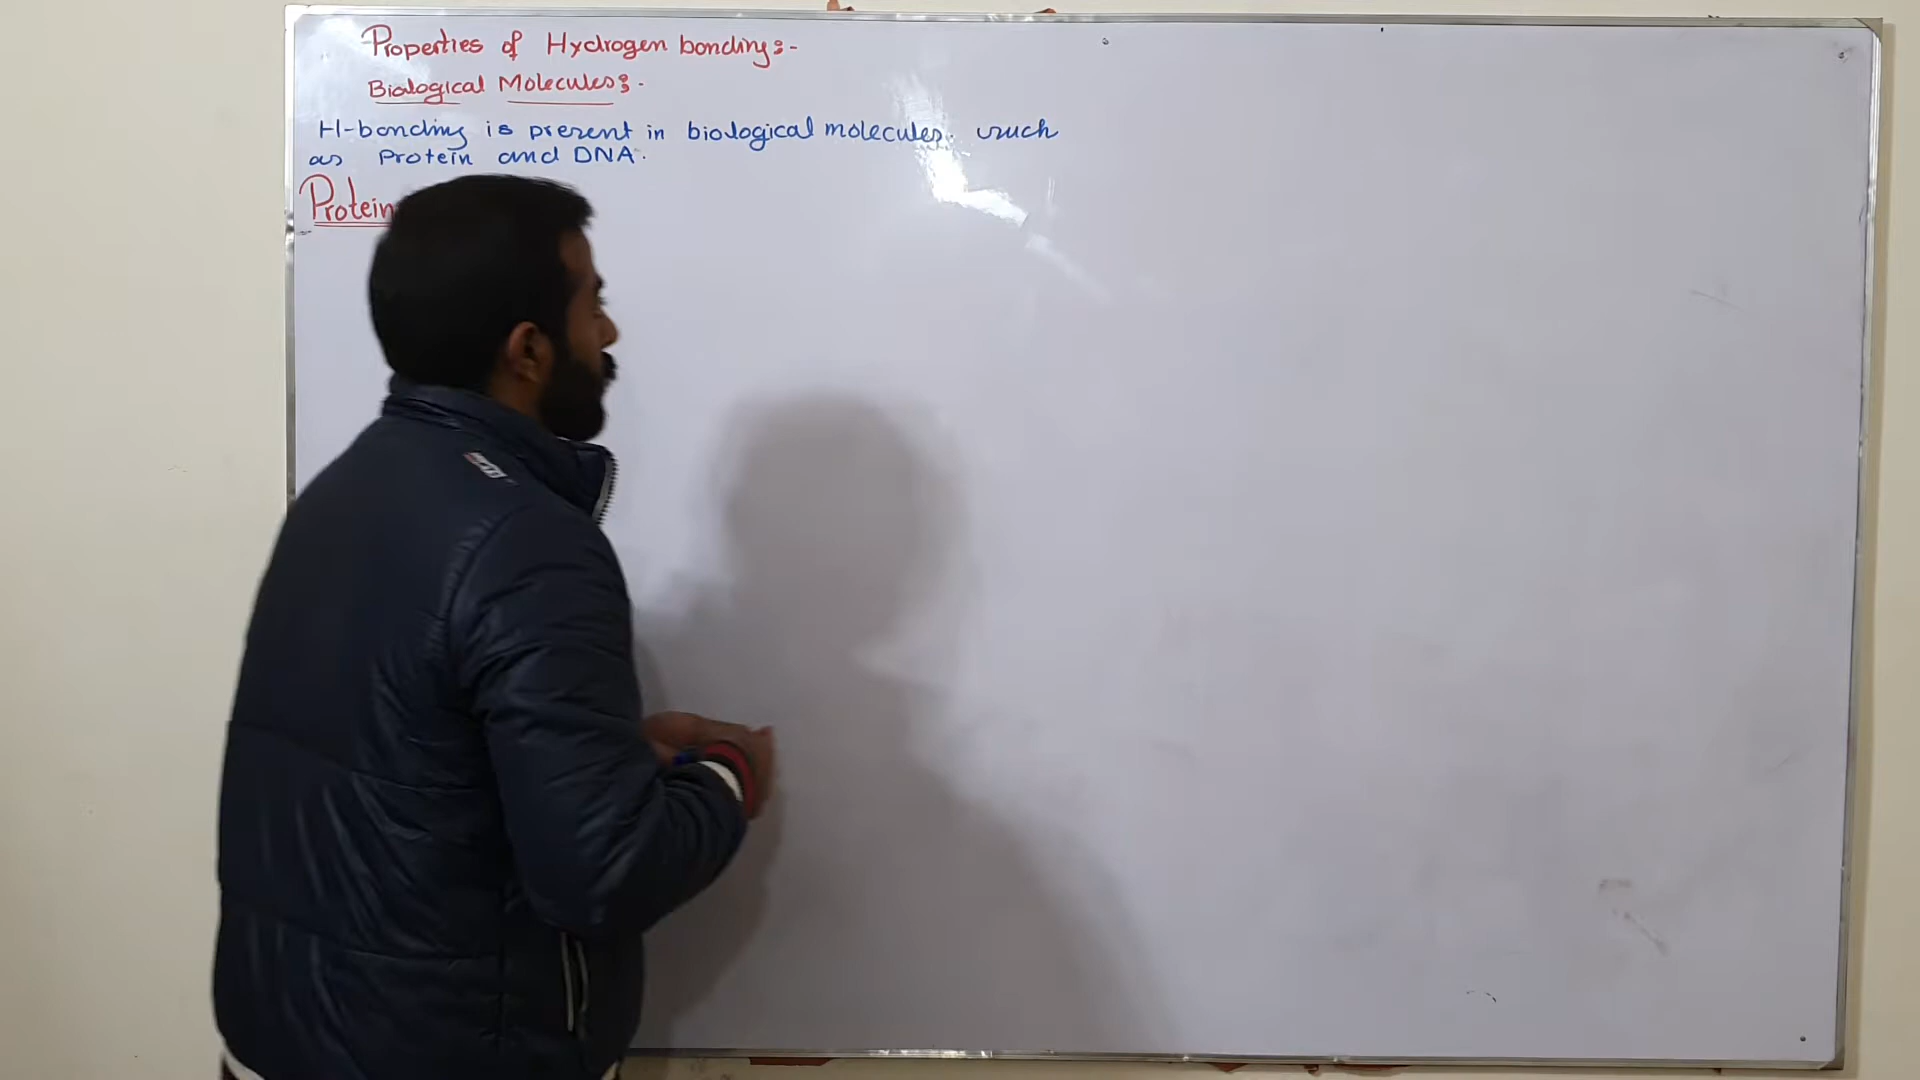 Properties of Hydrogen bonding:-
Biological Molecules:-
H-bonding is present in biological molecules. such
as Protein and DNA.
Protein